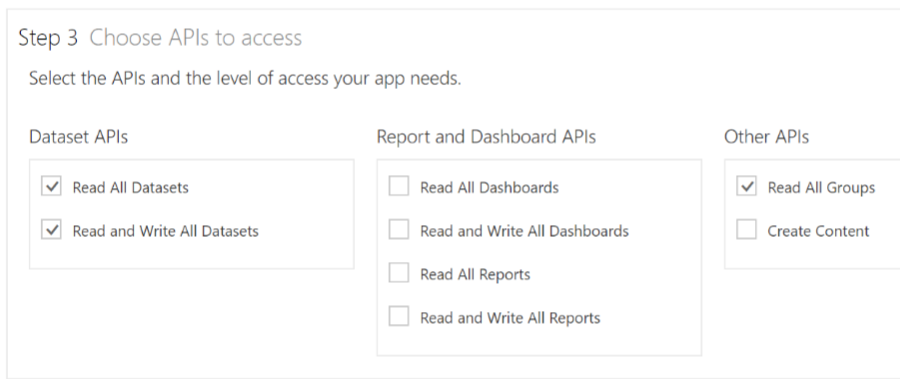 Step 3 Choose APIs to access
Select the APIs and the level of access your app needs.
Dataset APIs
Read All Datasets
Read and Write All Datasets
Report and Dashboard APIs
Read All Dashboards
Read and Write All Dashboards
Read All Reports
Read and Write All Reports
Other APIs
Read All Groups
Create Content